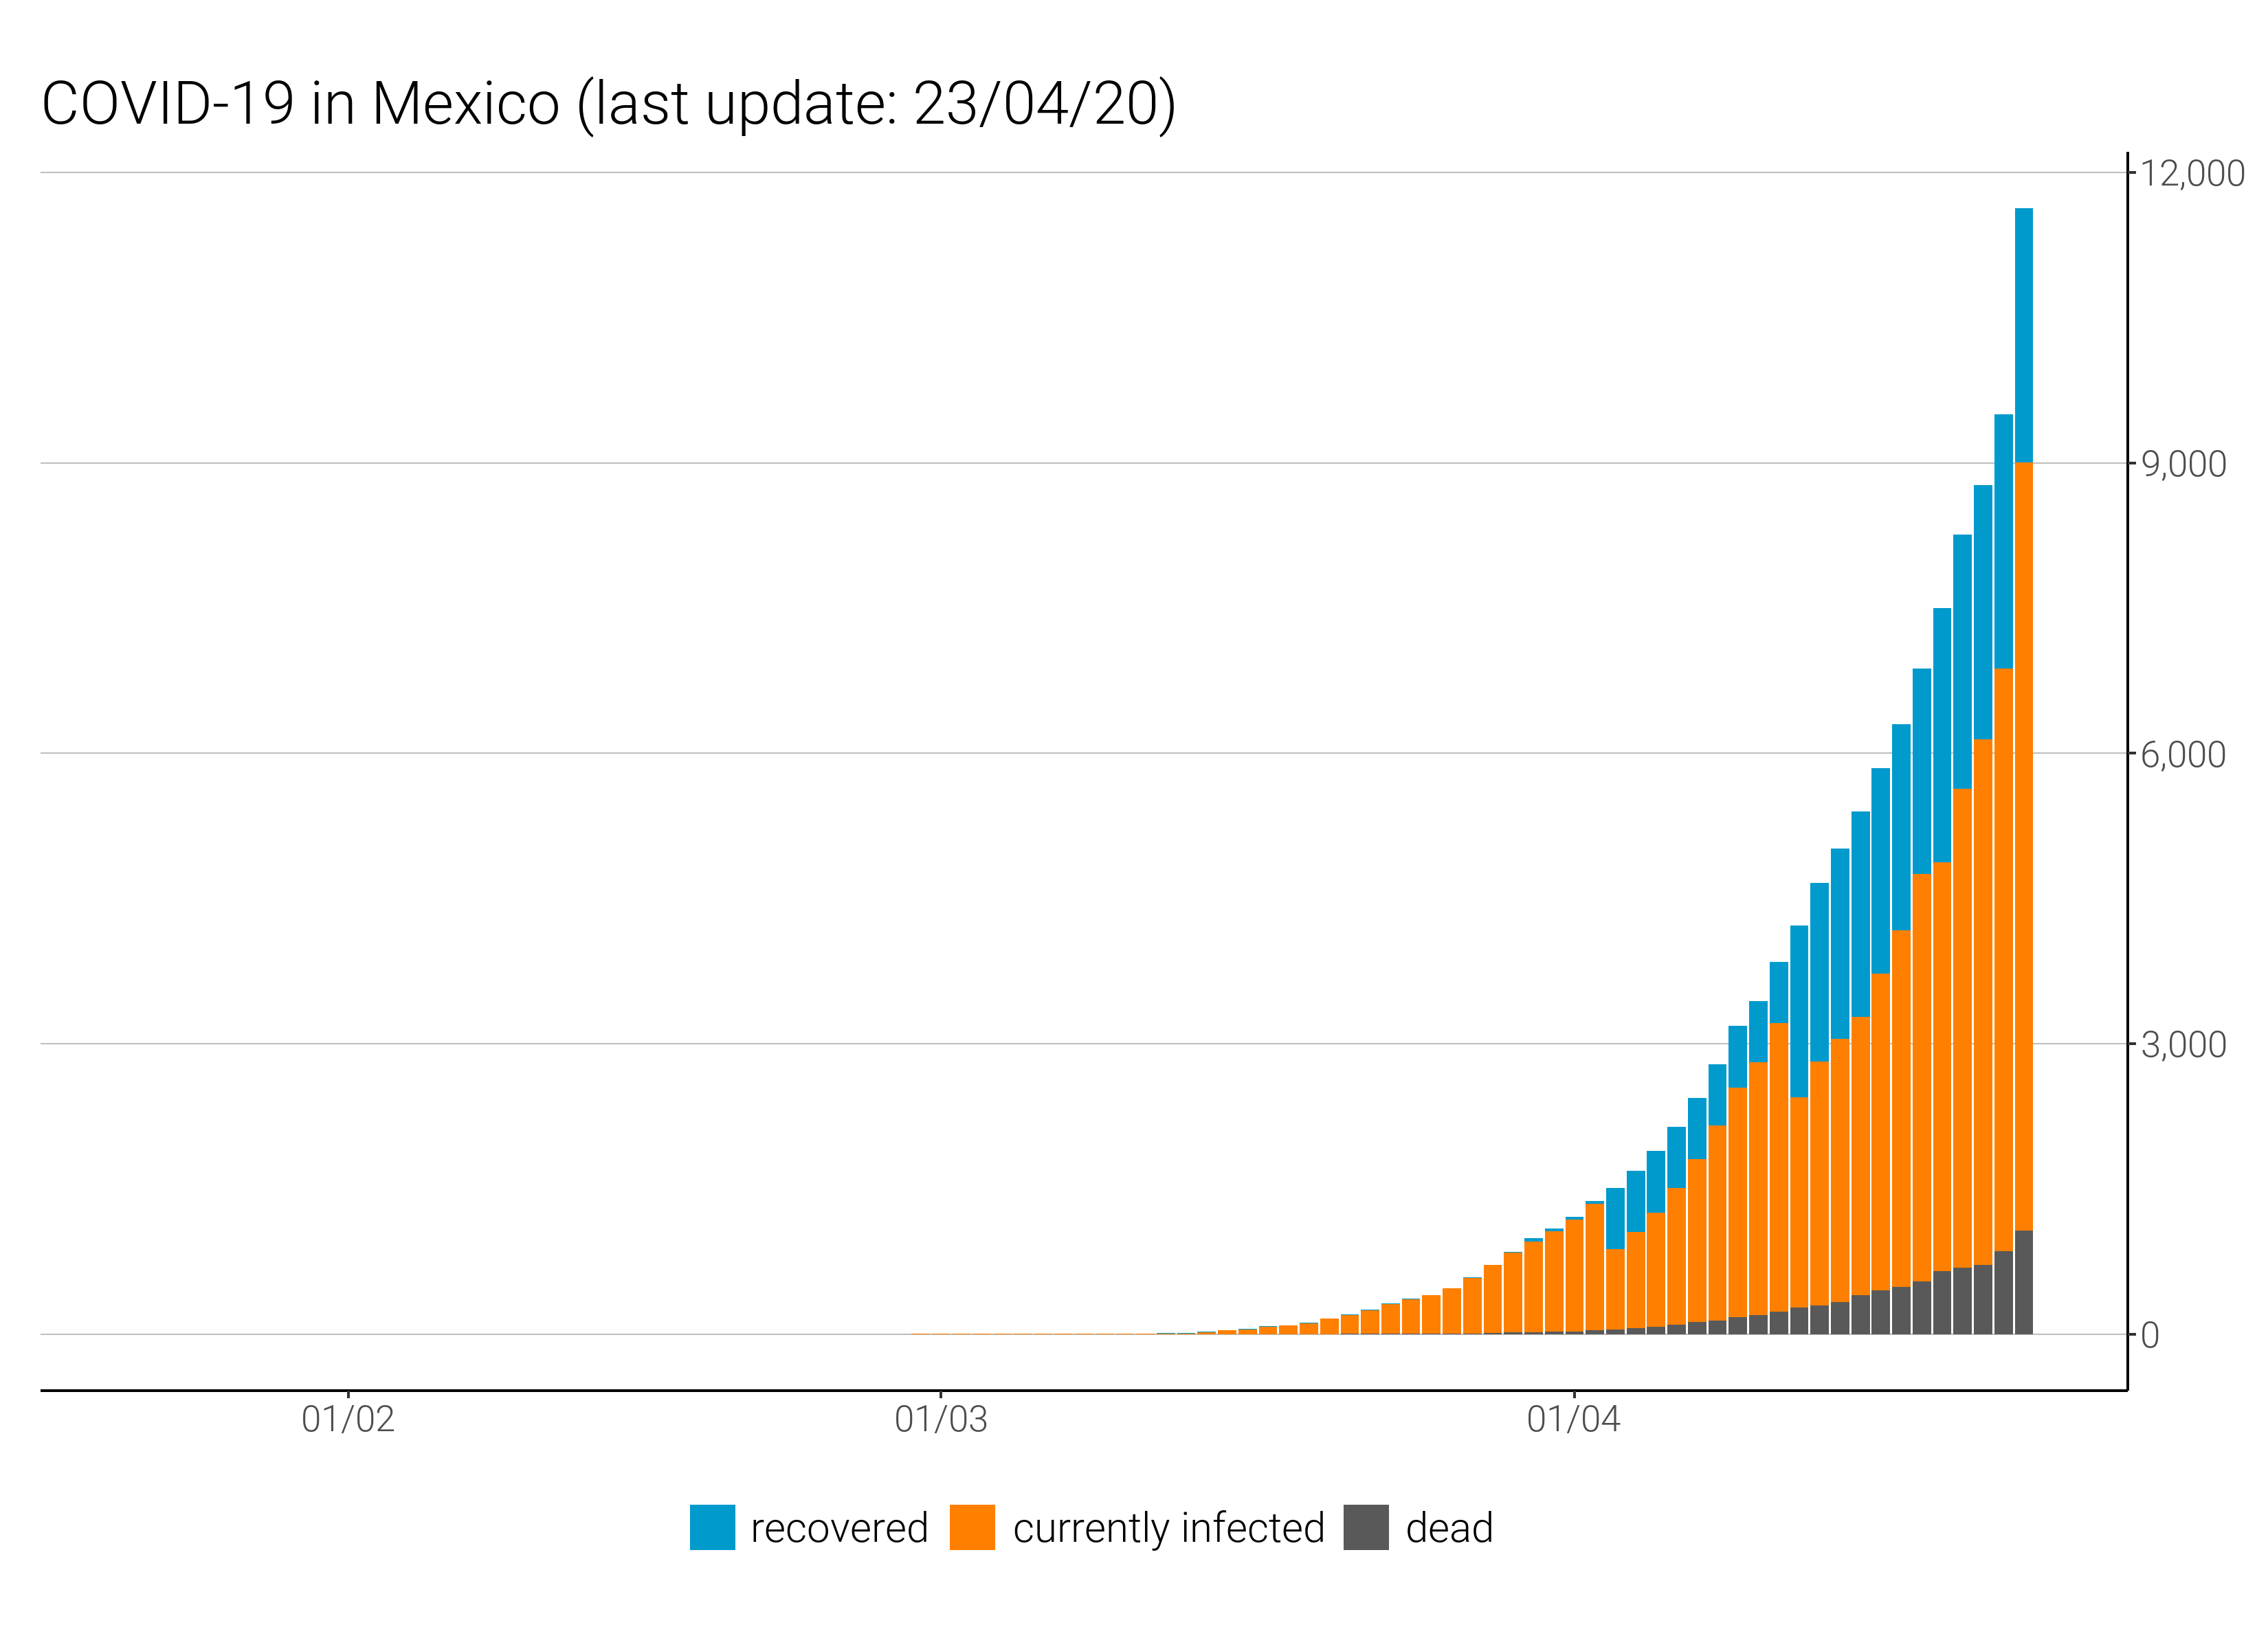 COVID-19 in Mexico (last update: 23/04/20)
12,000
9,000
6,000
3,000
0
01/02 01/03 01/04
recovered currently infected dead